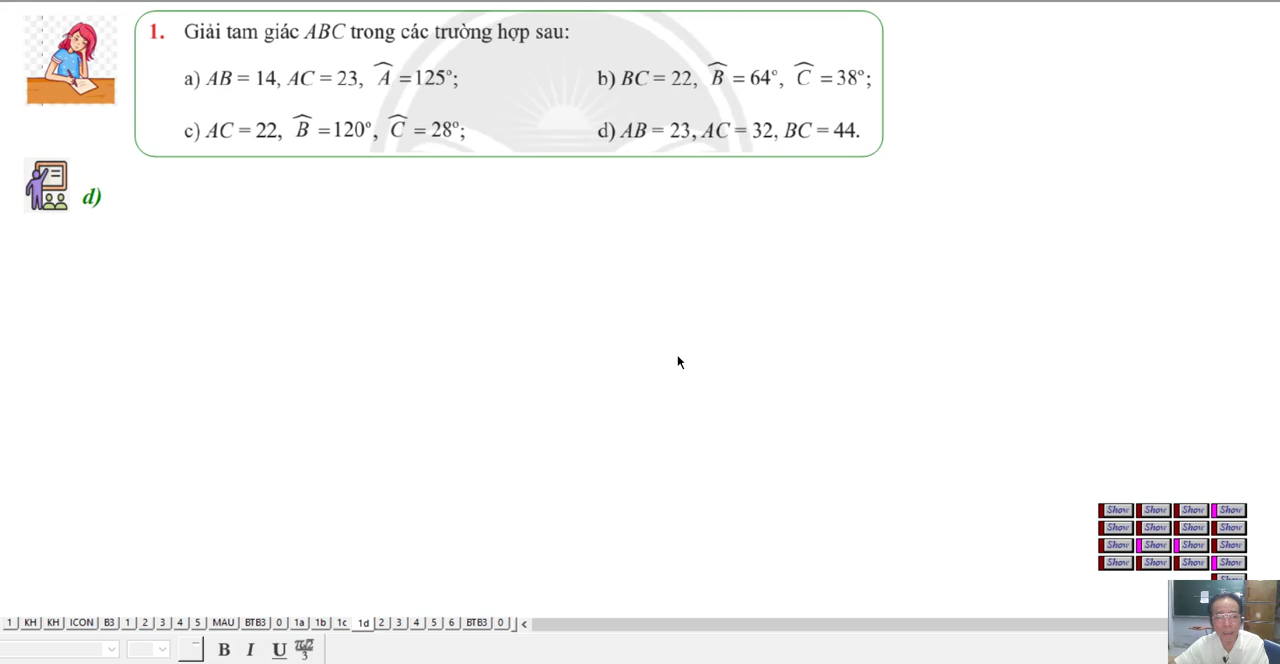 1. Giải tam giác ABC trong các trường hợp sau:
a) AB = 14, AC = 23, Â = 125°;
b) BC = 22, B̂ = 64°, Ĉ = 38°;
c) AC = 22, B̂ = 120°, Ĉ = 28°;
d) AB = 23, AC = 32, BC = 44.
d)
Show Show Show Show
Show Show Show Show
Show Show Show Show
Show Show Show Show
Show
1 KH KH ICON B3 1 2 3 4 5 MAU BTB3 0 1a 1b 1c 1d 2 3 4 5 6 BTB3 0 <
B I U